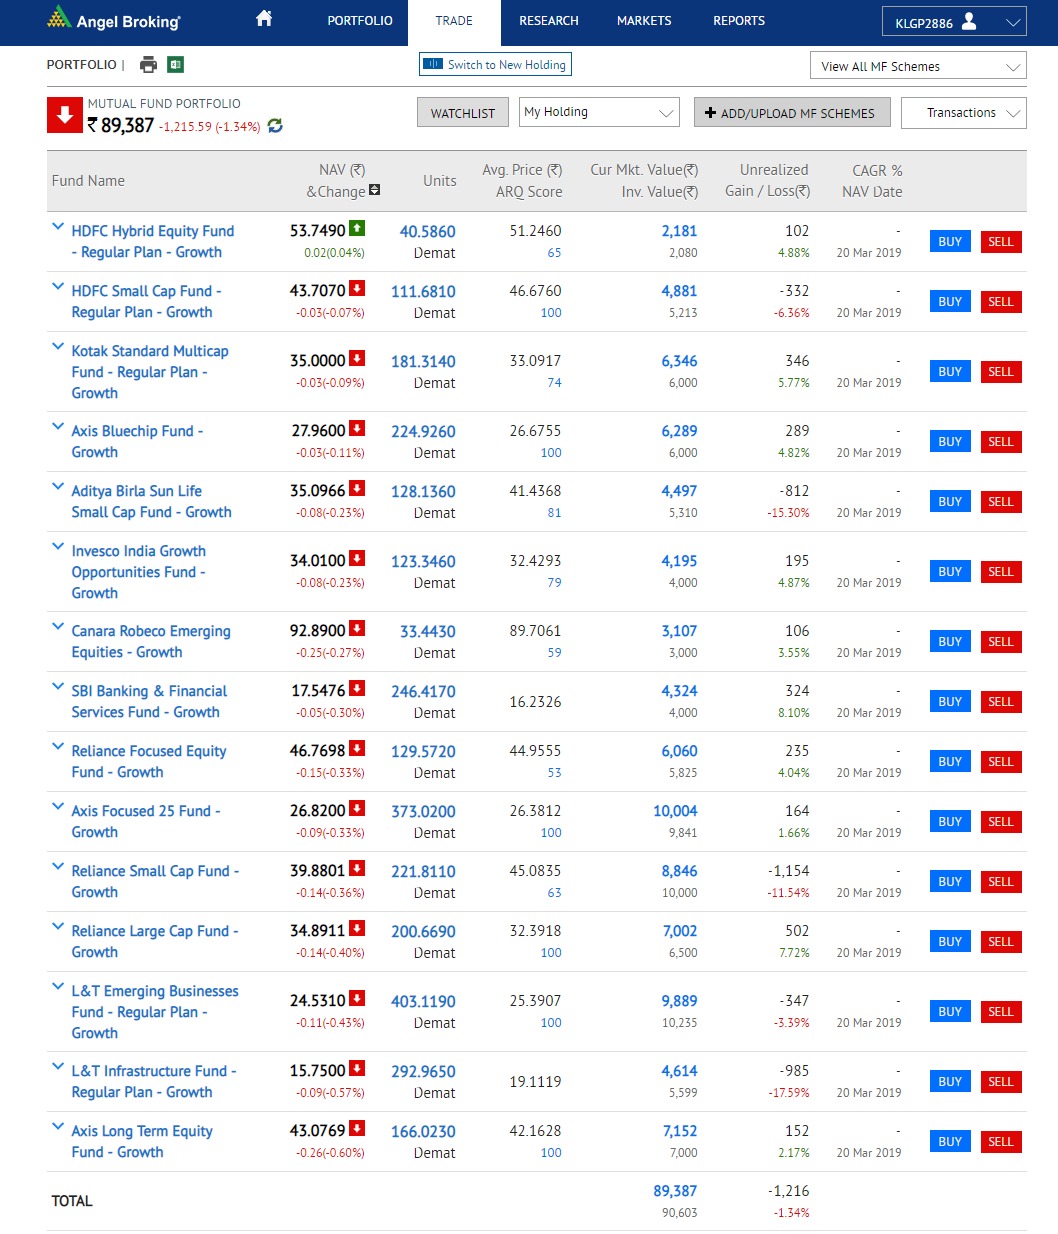 Angel Broking
PORTFOLIO TRADE RESEARCH MARKETS REPORTS KLGP2886
PORTFOLIO | Switch to New Holding View All MF Schemes
MUTUAL FUND PORTFOLIO
₹ 89,387 -1,215.59 (-1.34%)
WATCHLIST My Holding + ADD/UPLOAD MF SCHEMES Transactions
Fund Name NAV (₹) &Change Units Avg. Price (₹) ARQ Score Cur Mkt. Value(₹) Inv. Value(₹) Unrealized Gain / Loss(₹) CAGR % NAV Date
HDFC Hybrid Equity Fund 53.7490 40.5860 51.2460 2,181 102 - BUY SELL
- Regular Plan - Growth 0.02(0.04%) Demat 65 2,080 4.88% 20 Mar 2019
HDFC Small Cap Fund - 43.7070 111.6810 46.6760 4,881 -332 - BUY SELL
Regular Plan - Growth -0.03(-0.07%) Demat 100 5,213 -6.36% 20 Mar 2019
Kotak Standard Multicap 35.0000 181.3140 33.0917 6,346 346 - BUY SELL
Fund - Regular Plan - -0.03(-0.09%) Demat 74 6,000 5.77% 20 Mar 2019
Growth
Axis Bluechip Fund - 27.9600 224.9260 26.6755 6,289 289 - BUY SELL
Growth -0.03(-0.11%) Demat 100 6,000 4.82% 20 Mar 2019
Aditya Birla Sun Life 35.0966 128.1360 41.4368 4,497 -812 - BUY SELL
Small Cap Fund - Growth -0.08(-0.23%) Demat 81 5,310 -15.30% 20 Mar 2019
Invesco India Growth 34.0100 123.3460 32.4293 4,195 195 - BUY SELL
Opportunities Fund - -0.08(-0.23%) Demat 79 4,000 4.87% 20 Mar 2019
Growth
Canara Robeco Emerging 92.8900 33.4430 89.7061 3,107 106 - BUY SELL
Equities - Growth -0.25(-0.27%) Demat 59 3,000 3.55% 20 Mar 2019
SBI Banking & Financial 17.5476 246.4170 16.2326 4,324 324 - BUY SELL
Services Fund - Growth -0.05(-0.30%) Demat 4,000 8.10% 20 Mar 2019
Reliance Focused Equity 46.7698 129.5720 44.9555 6,060 235 - BUY SELL
Fund - Growth -0.15(-0.33%) Demat 53 5,825 4.04% 20 Mar 2019
Axis Focused 25 Fund - 26.8200 373.0200 26.3812 10,004 164 - BUY SELL
Growth -0.09(-0.33%) Demat 100 9,841 1.66% 20 Mar 2019
Reliance Small Cap Fund - 39.8801 221.8110 45.0835 8,846 -1,154 - BUY SELL
Growth -0.14(-0.36%) Demat 63 10,000 -11.54% 20 Mar 2019
Reliance Large Cap Fund - 34.8911 200.6690 32.3918 7,002 502 - BUY SELL
Growth -0.14(-0.40%) Demat 100 6,500 7.72% 20 Mar 2019
L&T Emerging Businesses 24.5310 403.1190 25.3907 9,889 -347 - BUY SELL
Fund - Regular Plan - -0.11(-0.43%) Demat 100 10,235 -3.39% 20 Mar 2019
Growth
L&T Infrastructure Fund - 15.7500 292.9650 19.1119 4,614 -985 - BUY SELL
Regular Plan - Growth -0.09(-0.57%) Demat 5,599 -17.59% 20 Mar 2019
Axis Long Term Equity 43.0769 166.0230 42.1628 7,152 152 - BUY SELL
Fund - Growth -0.26(-0.60%) Demat 100 7,000 2.17% 20 Mar 2019
TOTAL 89,387 -1,216
90,603 -1.34%